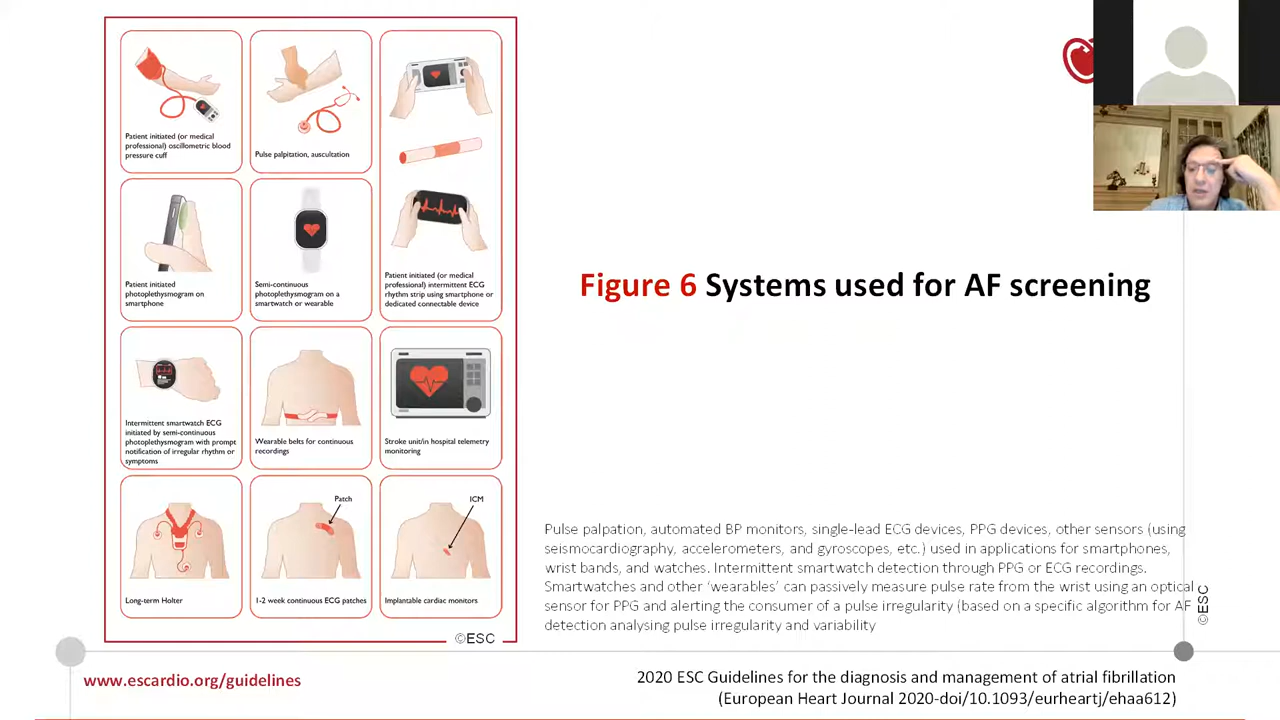 Patient initiated (or medical
professional) oscillometric blood
pressure cuff
Pulse palpitation, auscultation
Patient initiated
photoplethysmogram on
smartphone
Semi-continuous
photoplethysmogram on a
smartwatch or wearable
Patient initiated (or medical
professional) intermittent ECG
rhythm strip using smartphone or
dedicated connectable device
Intermittent smartwatch ECG
initiated by semi-continuous
photoplethysmogram with prompt
notification of irregular rhythm or
symptoms
Wearable belts for continuous
recordings
Stroke unit/in hospital telemetry
monitoring
Long-term Holter
Patch
1-2 week continuous ECG patches
ICM
Implantable cardiac monitors
©ESC
Figure 6 Systems used for AF screening
Pulse palpation, automated BP monitors, single-lead ECG devices, PPG devices, other sensors (using
seismocardiography, accelerometers, and gyroscopes, etc.) used in applications for smartphones,
wrist bands, and watches. Intermittent smartwatch detection through PPG or ECG recordings.
Smartwatches and other ‘wearables’ can passively measure pulse rate from the wrist using an optical
sensor for PPG and alerting the consumer of a pulse irregularity (based on a specific algorithm for AF
detection analysing pulse irregularity and variability
©ESC
www.escardio.org/guidelines
2020 ESC Guidelines for the diagnosis and management of atrial fibrillation
(European Heart Journal 2020-doi/10.1093/eurheartj/ehaa612)